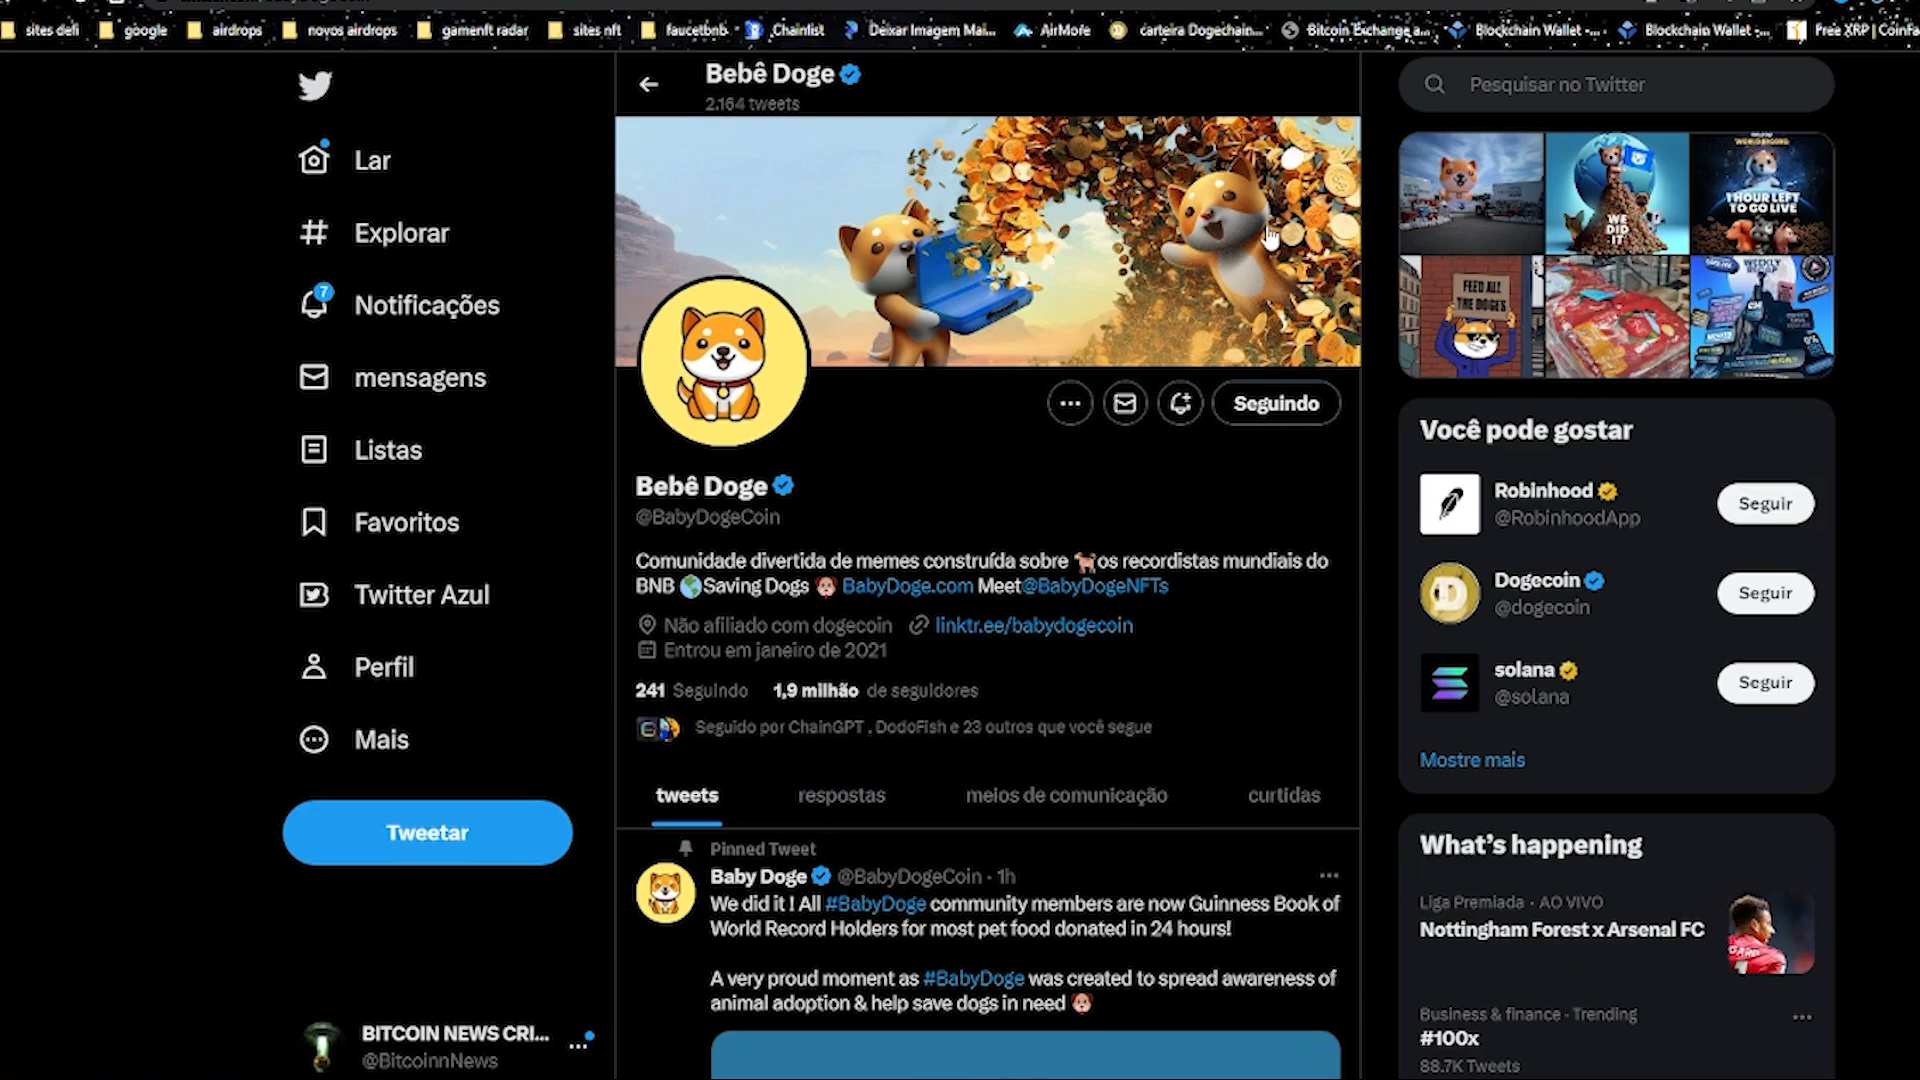 sites defi
google
airdrops
novos airdrops
gamenft radar
sites nft
faucetbnb
Chainlist
Deixar Imagem Mai...
AirMore
carteira Dogechain...
Bitcoin Exchange a...
Blockchain Wallet -...
Blockchain Wallet -...
Free XRP | CoinFa
Lar
Explorar
7
Notificações
mensagens
Listas
Favoritos
Twitter Azul
Perfil
Mais
Tweetar
BITCOIN NEWS CRI...
@BitcoinnNews
Bebê Doge
2.164 tweets
Seguindo
Bebê Doge
@BabyDogeCoin
Comunidade divertida de memes construída sobre 🐕os recordistas mundiais do
BNB 🌎Saving Dogs 🐶 BabyDoge.com Meet@BabyDogeNFTs
Não afiliado com dogecoin linktr.ee/babydogecoin
Entrou em janeiro de 2021
241 Seguindo 1,9 milhão de seguidores
Seguido por ChainGPT , DodoFish e 23 outros que você segue
tweets
respostas
meios de comunicação
curtidas
Pinned Tweet
Baby Doge @BabyDogeCoin · 1h
We did it ! All #BabyDoge community members are now Guinness Book of
World Record Holders for most pet food donated in 24 hours!
A very proud moment as #BabyDoge was created to spread awareness of
animal adoption & help save dogs in need 🐶
Pesquisar no Twitter
WE
DID
IT
WORLD RECORD
1 HOUR LEFT
TO GO LIVE
FEED ALL
THE DOGES
WEEKLY
RECAP
Você pode gostar
Robinhood
@RobinhoodApp
Seguir
Dogecoin
@dogecoin
Seguir
solana
@solana
Seguir
Mostre mais
What's happening
Liga Premiada · AO VIVO
Nottingham Forest x Arsenal FC
Business & finance · Trending
#100x
88.7K Tweets